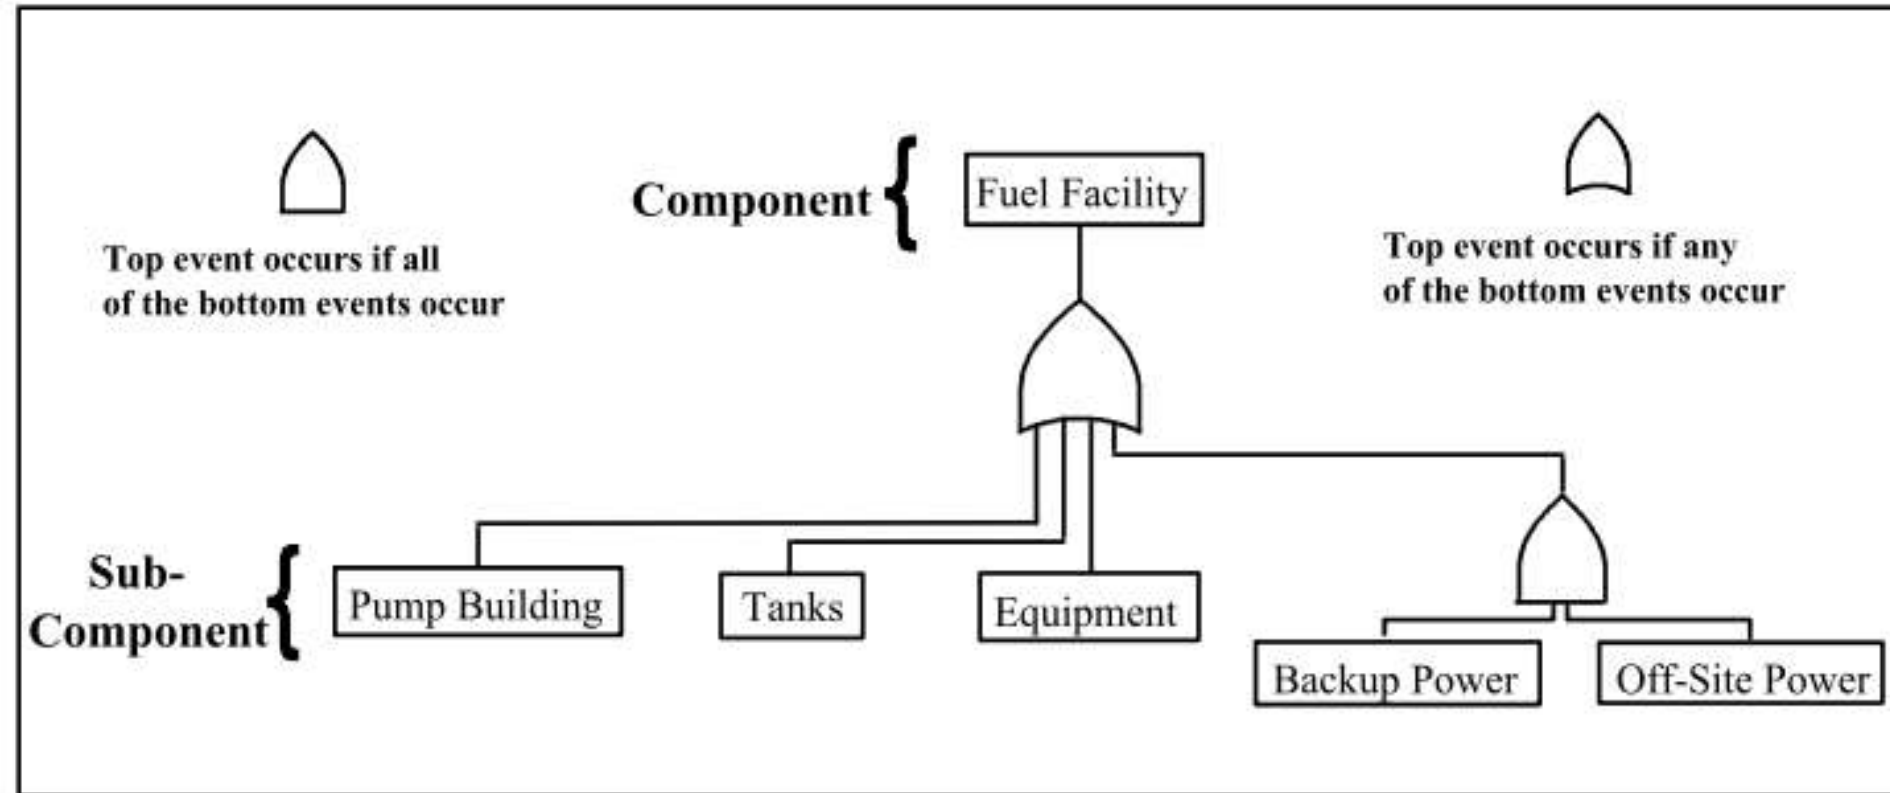 Component
Fuel Facility
Top event occurs if all
of the bottom events occur
Top event occurs if any
of the bottom events occur
Sub-
Component
Pump Building
Tanks
Equipment
Backup Power
Off-Site Power